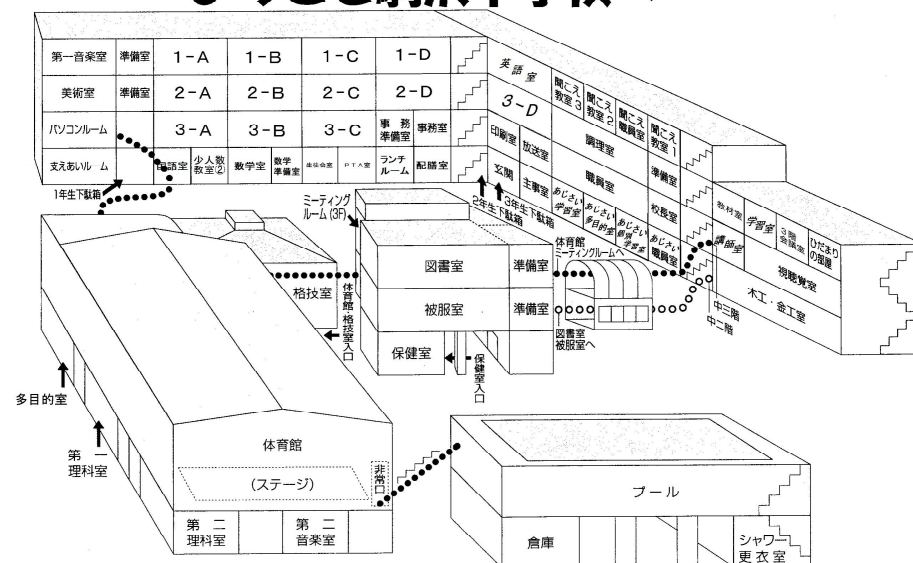 第一音楽室 準備室 1-A 1-B 1-C 1-D
美術室 準備室 2-A 2-B 2-C 2-D
パソコンルーム 3-A 3-B 3-C 事務準備室 事務室
支えあいルーム 少人数教室② 数学室 数学準備室 生徒会室 PTA室 ランチルーム 配膳室
英語室 聞こえ教室3 聞こえ教室2 聞こえ職員室 聞こえ教室1
3-D 調理室 準備室
印刷室 放送室 職員室 校長室
玄関 主事室 あじさい学習室 あじさい多目的室 あじさい個別学習室 あじさい職員室
教材室 学習室 3階会議室 ひだまりの部屋
講師室 視聴覚室
木工・金工室
1年生下駄箱
2年生下駄箱
3年生下駄箱
ミーティングルーム(3F)
図書室 準備室
被服室 準備室
保健室
保健室入口
格技室
体育館・格技室入口
体育館ミーティングルームへ
図書室被服室へ
中三階
中二階
多目的室
第一理科室
体育館
(ステージ)
非常口
第二理科室
第二音楽室
プール
倉庫
シャワー更衣室